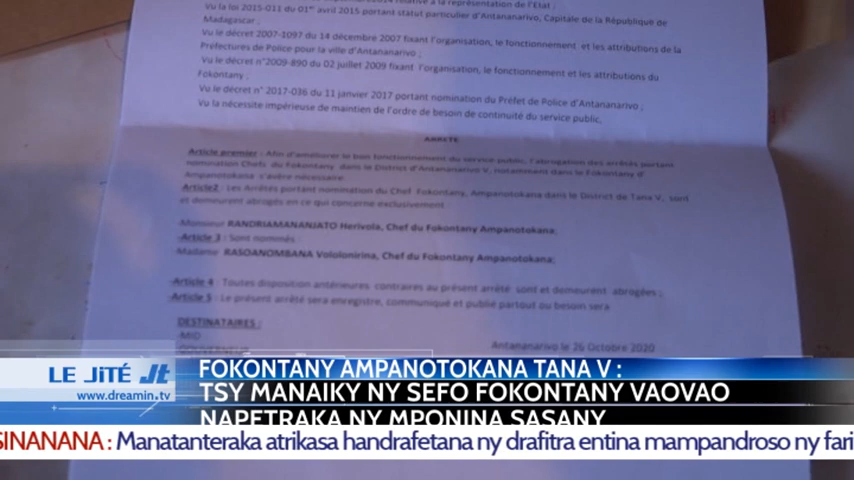 relative à la représentation de l'Etat ;
Vu la loi 2015-011 du 01er avril 2015 portant statut particulier d'Antananarivo, Capitale de la République de
Madagascar ;
Vu le décret 2007-1097 du 14 décembre 2007 fixant l'organisation, le fonctionnement et les attributions de la
Préfectures de Police pour la ville d'Antananarivo ;
Vu le décret n°2009-890 du 02 juillet 2009 fixant l'organisation, le fonctionnement et les attributions du
Fokontany ;
Vu le décret n° 2017-036 du 11 janvier 2017 portant nomination du Préfet de Police d'Antananarivo ;
Vu la nécessite impérieuse de maintien de l'ordre de besoin de continuité du service public,
ARRETE
Article premier : Afin d'améliorer le bon fonctionnement du service public, l'abrogation des arrêtés portant
nomination Chefs du Fokontany dans le District d'Antananarivo V, notamment dans le Fokontany d'
Ampanotokana s'avère nécessaire
Article2 : Les Arrêtés portant nomination du Chef Fokontany, Ampanotokana dans le District de Tana V, sont
et demeurent abrogés en ce qui concerne exclusivement
-Monsieur RANDRIAMANANJATO Herivola, Chef du Fokontany Ampanotokana;
-Article 3 : Sont nommés
Madame RASOANOMBANA Vololonirina, Chef du Fokontany Ampanotokana;
-Article 4 : Toutes disposition antérieures contraires au présent arrêté sont et demeurent abrogées ;
-Article 5 : Le présent arrêté sera enregitre, communiqué et publié partout ou besoin sera
DESTINATAIRES :
MID
GOUVERNEUR
Antananarivo le 26 Octobre 2020
LE JiTÉ Jt
www.dreamin.tv
FOKONTANY AMPANOTOKANA TANA V :
TSY MANAIKY NY SEFO FOKONTANY VAOVAO
NAPETRAKA NY MPONINA SASANY
SINANANA : Manatanteraka atrikasa handrafetana ny drafitra entina mampandroso ny fari